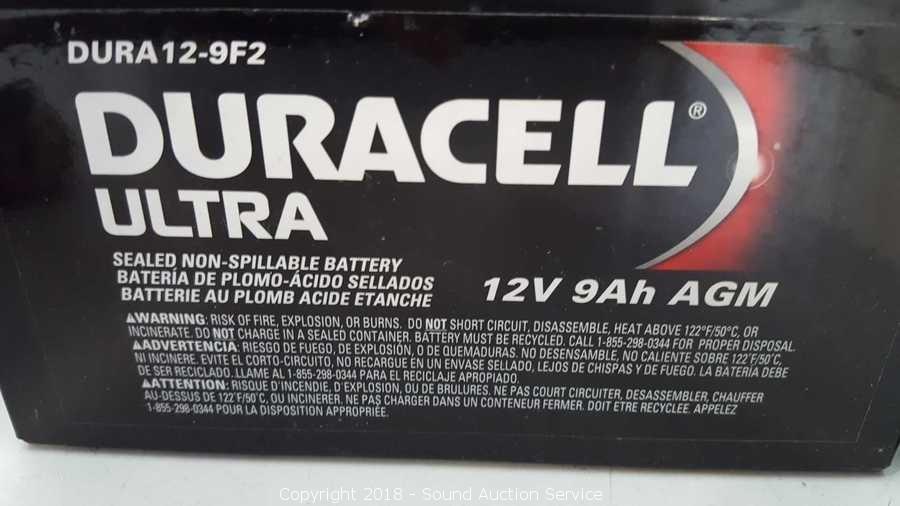 DURA12-9F2
DURACELL®
ULTRA
SEALED NON-SPILLABLE BATTERY
BATERÍA DE PLOMO-ÁCIDO SELLADOS
BATTERIE AU PLOMB ACIDE ETANCHE
12V 9Ah AGM
⚠WARNING: RISK OF FIRE, EXPLOSION, OR BURNS. DO NOT SHORT CIRCUIT, DISASSEMBLE, HEAT ABOVE 122°F/50°C, OR
INCINERATE. DO NOT CHARGE IN A SEALED CONTAINER. BATTERY MUST BE RECYCLED. CALL 1-855-298-0344 FOR PROPER DISPOSAL.
⚠ADVERTENCIA: RIESGO DE FUEGO, DE EXPLOSIÓN, O DE QUEMADURAS. NO DESENSAMBLE, NO CALIENTE SOBRE 122°F/50°C,
NI INCINERE. EVITE EL CORTO-CIRCUITO, NO RECARGUE EN UN ENVASE SELLADO, LEJOS DE CHISPAS Y DE FUEGO. LA BATERÍA DEBE
DE SER RECICLADO..LLAME AL 1-855-298-0344 PARA EL RECICLAJE APROPIADO.
⚠ATTENTION: RISQUE D'INCENDIE, D'EXPLOSION, OU DE BRULURES. NE PAS COURT CIRCUITER, DESASSEMBLER, CHAUFFER
AU-DESSUS DE 122°F/50°C, OU INCINERER. NE PAS CHARGER DANS UN CONTENEUR FERMER. DOIT ETRE RECYCLEE. APPELEZ
1-855-298-0344 POUR LA DISPOSITION APPROPRIÉE.
Copyright 2018 - Sound Auction Service